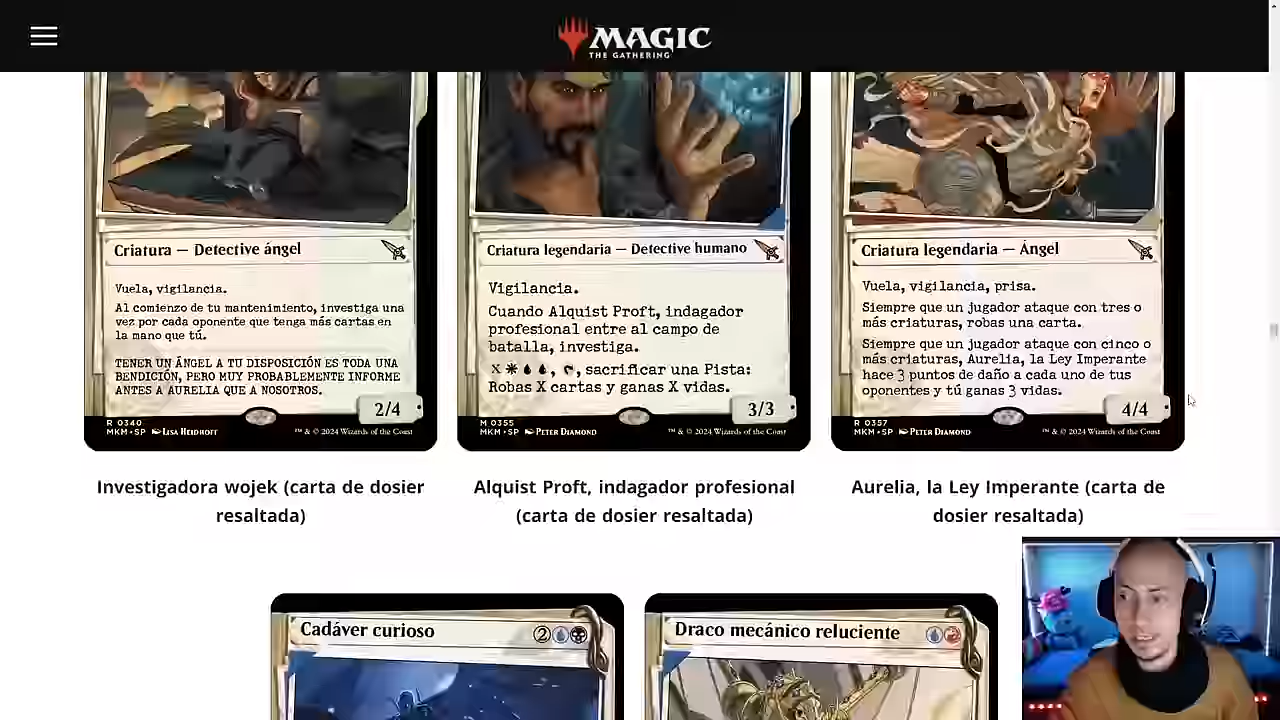 MAGIC
THE GATHERING
Criatura — Detective ángel
Vuela, vigilancia.
Al comienzo de tu mantenimiento, investiga una
vez por cada oponente que tenga más cartas en
la mano que tú.
TENER UN ÁNGEL A TU DISPOSICIÓN ES TODA UNA
BENDICIÓN, PERO MUY PROBABLEMENTE INFORME
ANTES A AURELIA QUE A NOSOTROS.
2/4
R 0340
MKM • SP Lisa Heidhoff
™ & © 2024 Wizards of the Coast
Criatura legendaria — Detective humano
Vigilancia.
Cuando Alquist Proft, indagador
profesional entre al campo de
batalla, investiga.
X , , sacrificar una Pista:
Robas X cartas y ganas X vidas.
3/3
M 0355
MKM • SP Peter Diamond
™ & © 2024 Wizards of the Coast
Criatura legendaria — Ángel
Vuela, vigilancia, prisa.
Siempre que un jugador ataque con tres o
más criaturas, robas una carta.
Siempre que un jugador ataque con cinco o
más criaturas, Aurelia, la Ley Imperante
hace 3 puntos de daño a cada uno de tus
oponentes y tú ganas 3 vidas.
4/4
R 0357
MKM • SP Peter Diamond
™ & © 2024 Wizards of the Coast
Investigadora wojek (carta de dosier
resaltada)
Alquist Proft, indagador profesional
(carta de dosier resaltada)
Aurelia, la Ley Imperante (carta de
dosier resaltada)
Cadáver curioso
2
Draco mecánico reluciente